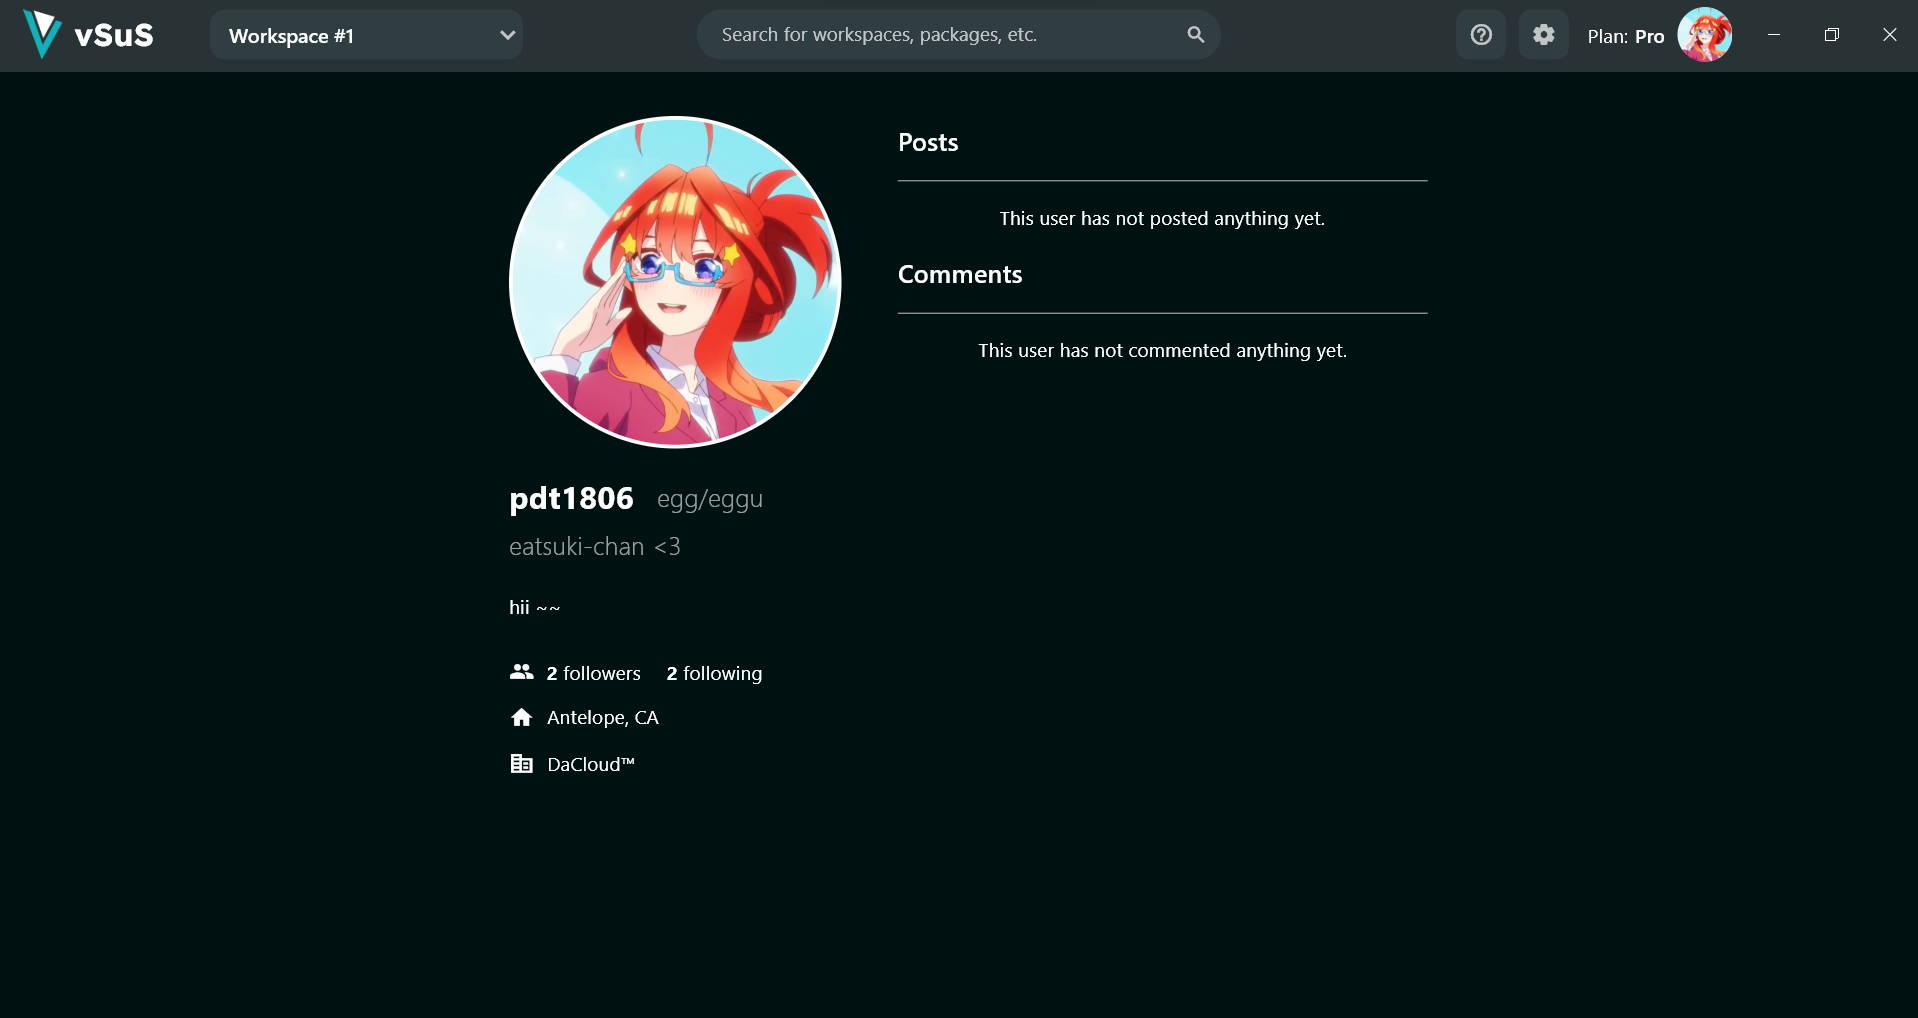 vSuS
Workspace #1
Search for workspaces, packages, etc.
Plan: Pro
Posts
This user has not posted anything yet.
Comments
This user has not commented anything yet.
pdt1806 egg/eggu
eatsuki-chan <3
hii ~~
2 followers 2 following
Antelope, CA
DaCloud™